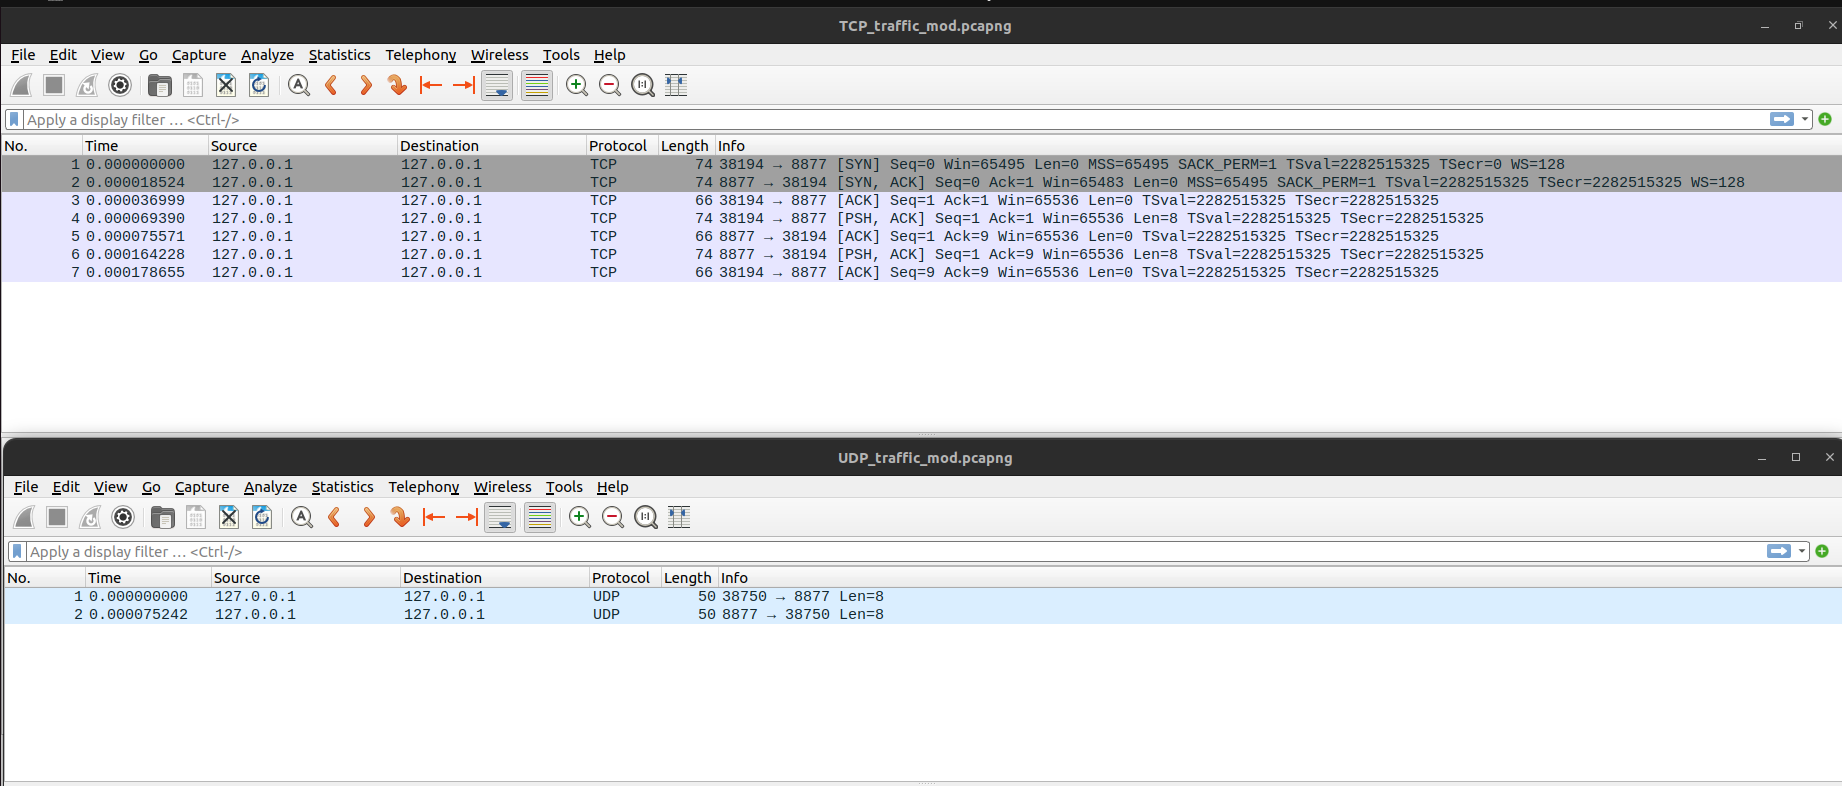 TCP_traffic_mod.pcapng
File Edit View Go Capture Analyze Statistics Telephony Wireless Tools Help
Apply a display filter … <Ctrl-/>
No. Time Source Destination Protocol Length Info
1 0.000000000 127.0.0.1 127.0.0.1 TCP 74 38194 → 8877 [SYN] Seq=0 Win=65495 Len=0 MSS=65495 SACK_PERM=1 TSval=2282515325 TSecr=0 WS=128
2 0.000018524 127.0.0.1 127.0.0.1 TCP 74 8877 → 38194 [SYN, ACK] Seq=0 Ack=1 Win=65483 Len=0 MSS=65495 SACK_PERM=1 TSval=2282515325 TSecr=2282515325 WS=128
3 0.000036999 127.0.0.1 127.0.0.1 TCP 66 38194 → 8877 [ACK] Seq=1 Ack=1 Win=65536 Len=0 TSval=2282515325 TSecr=2282515325
4 0.000069390 127.0.0.1 127.0.0.1 TCP 74 38194 → 8877 [PSH, ACK] Seq=1 Ack=1 Win=65536 Len=8 TSval=2282515325 TSecr=2282515325
5 0.000075571 127.0.0.1 127.0.0.1 TCP 66 8877 → 38194 [ACK] Seq=1 Ack=9 Win=65536 Len=0 TSval=2282515325 TSecr=2282515325
6 0.000164228 127.0.0.1 127.0.0.1 TCP 74 8877 → 38194 [PSH, ACK] Seq=1 Ack=9 Win=65536 Len=8 TSval=2282515325 TSecr=2282515325
7 0.000178655 127.0.0.1 127.0.0.1 TCP 66 38194 → 8877 [ACK] Seq=9 Ack=9 Win=65536 Len=0 TSval=2282515325 TSecr=2282515325
UDP_traffic_mod.pcapng
File Edit View Go Capture Analyze Statistics Telephony Wireless Tools Help
Apply a display filter … <Ctrl-/>
No. Time Source Destination Protocol Length Info
1 0.000000000 127.0.0.1 127.0.0.1 UDP 50 38750 → 8877 Len=8
2 0.000075242 127.0.0.1 127.0.0.1 UDP 50 8877 → 38750 Len=8